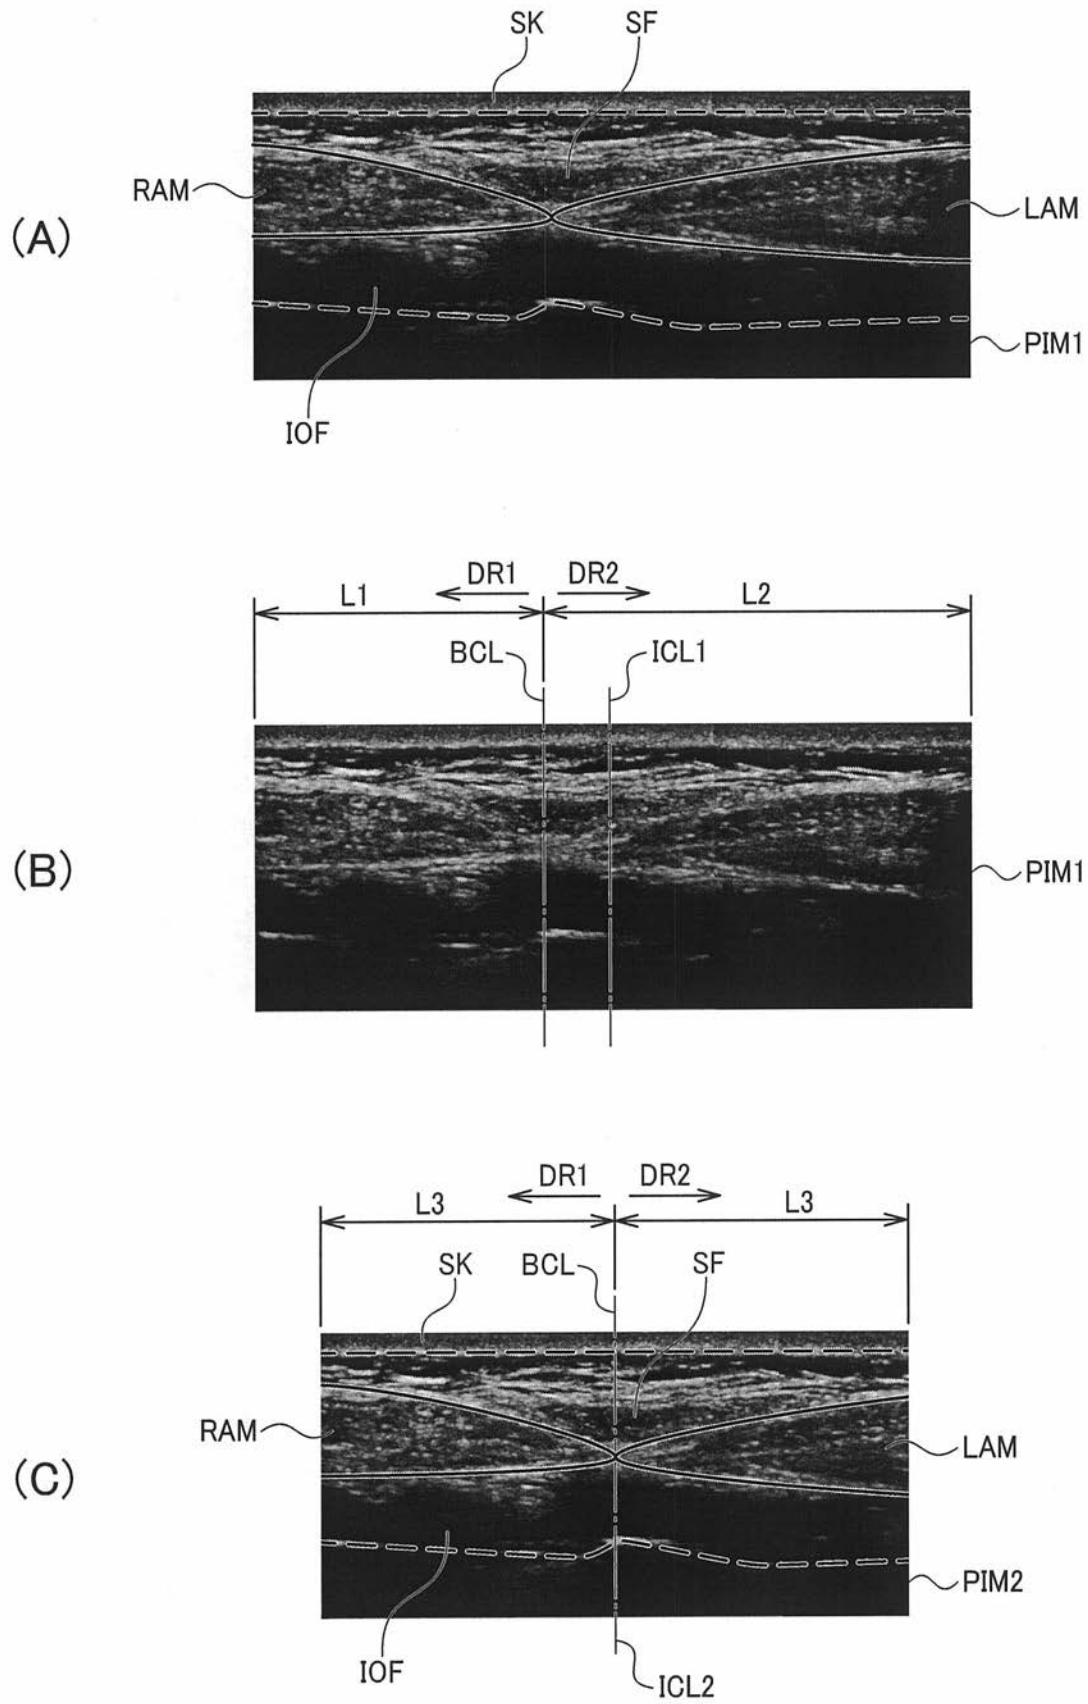 SK SF
RAM
LAM
(A)
PIM1
IOF
DR1 DR2
L1 L2
BCL ICL1
(B)
PIM1
DR1 DR2
L3 L3
SK BCL SF
RAM
LAM
(C)
PIM2
IOF
ICL2